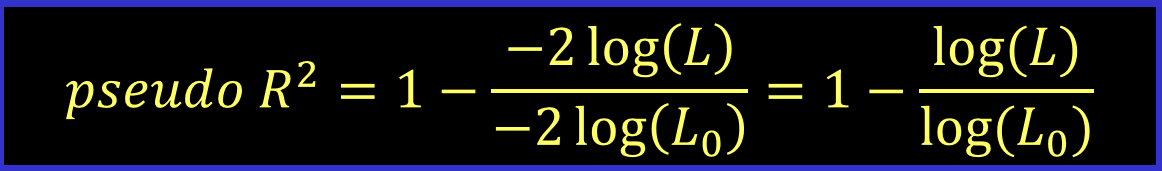 pseudo R² = 1 − −2 log(L) / −2 log(L₀) = 1 − log(L) / log(L₀)